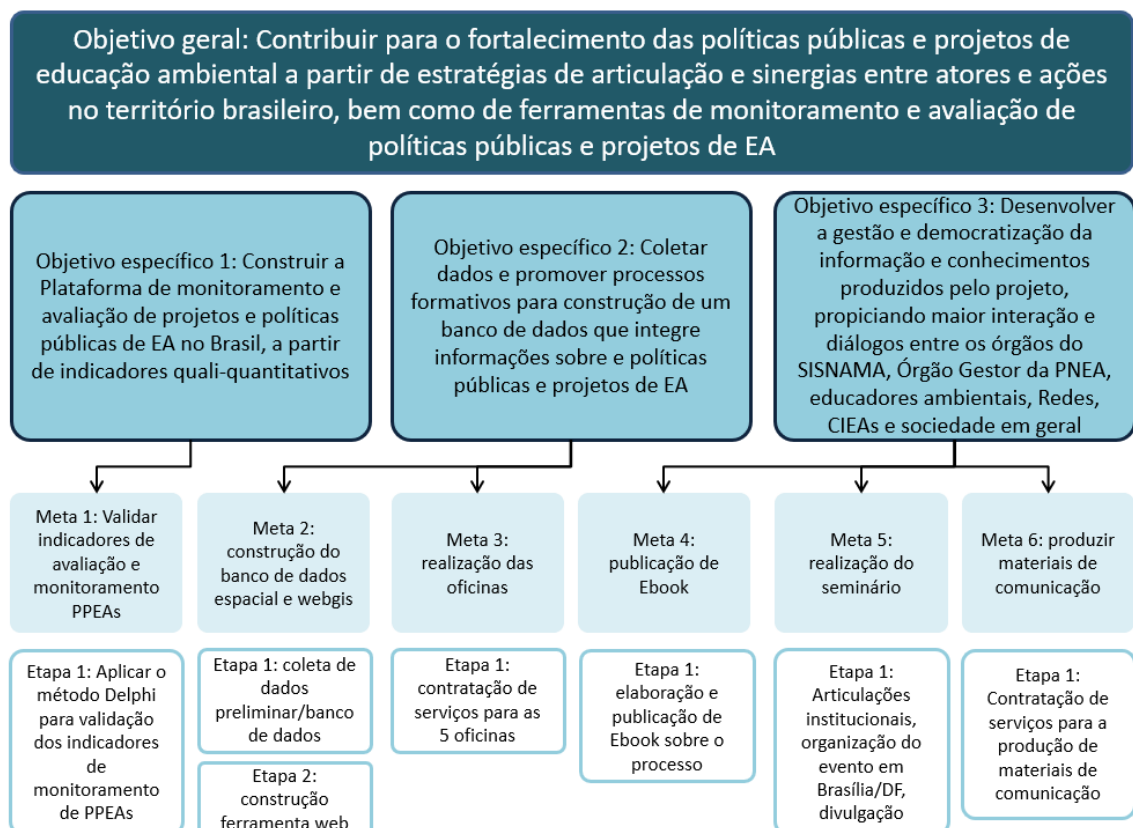 Objetivo geral: Contribuir para o fortalecimento das políticas públicas e projetos de
educação ambiental a partir de estratégias de articulação e sinergias entre atores e ações
no território brasileiro, bem como de ferramentas de monitoramento e avaliação de
políticas públicas e projetos de EA
Objetivo específico 1: Construir a
Plataforma de monitoramento e
avaliação de projetos e políticas
públicas de EA no Brasil, a partir
de indicadores quali-quantitativos
Objetivo específico 2: Coletar
dados e promover processos
formativos para construção de um
banco de dados que integre
informações sobre e políticas
públicas e projetos de EA
Objetivo específico 3: Desenvolver
a gestão e democratização da
informação e conhecimentos
produzidos pelo projeto,
propiciando maior interação e
diálogos entre os órgãos do
SISNAMA, Órgão Gestor da PNEA,
educadores ambientais, Redes,
CIEAs e sociedade em geral
Meta 1: Validar
indicadores de
avaliação e
monitoramento
PPEAs
Meta 2:
construção do
banco de dados
espacial e webgis
Meta 3:
realização das
oficinas
Meta 4:
publicação de
Ebook
Meta 5:
realização do
seminário
Meta 6: produzir
materiais de
comunicação
Etapa 1: Aplicar o
método Delphi
para validação
dos indicadores
de
monitoramento
de PPEAs
Etapa 1: coleta de
dados
preliminar/banco
de dados
Etapa 2:
construção
ferramenta web
Etapa 1:
contratação de
serviços para as
5 oficinas
Etapa 1:
elaboração e
publicação de
Ebook sobre o
processo
Etapa 1:
Articulações
institucionais,
organização do
evento em
Brasília/DF,
divulgação
Etapa 1:
Contratação de
serviços para a
produção de
materiais de
comunicação